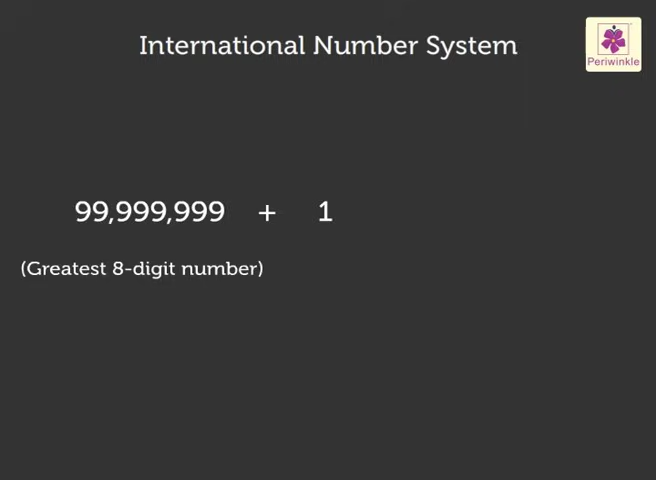 International Number System
Periwinkle
99,999,999 + 1
(Greatest 8-digit number)